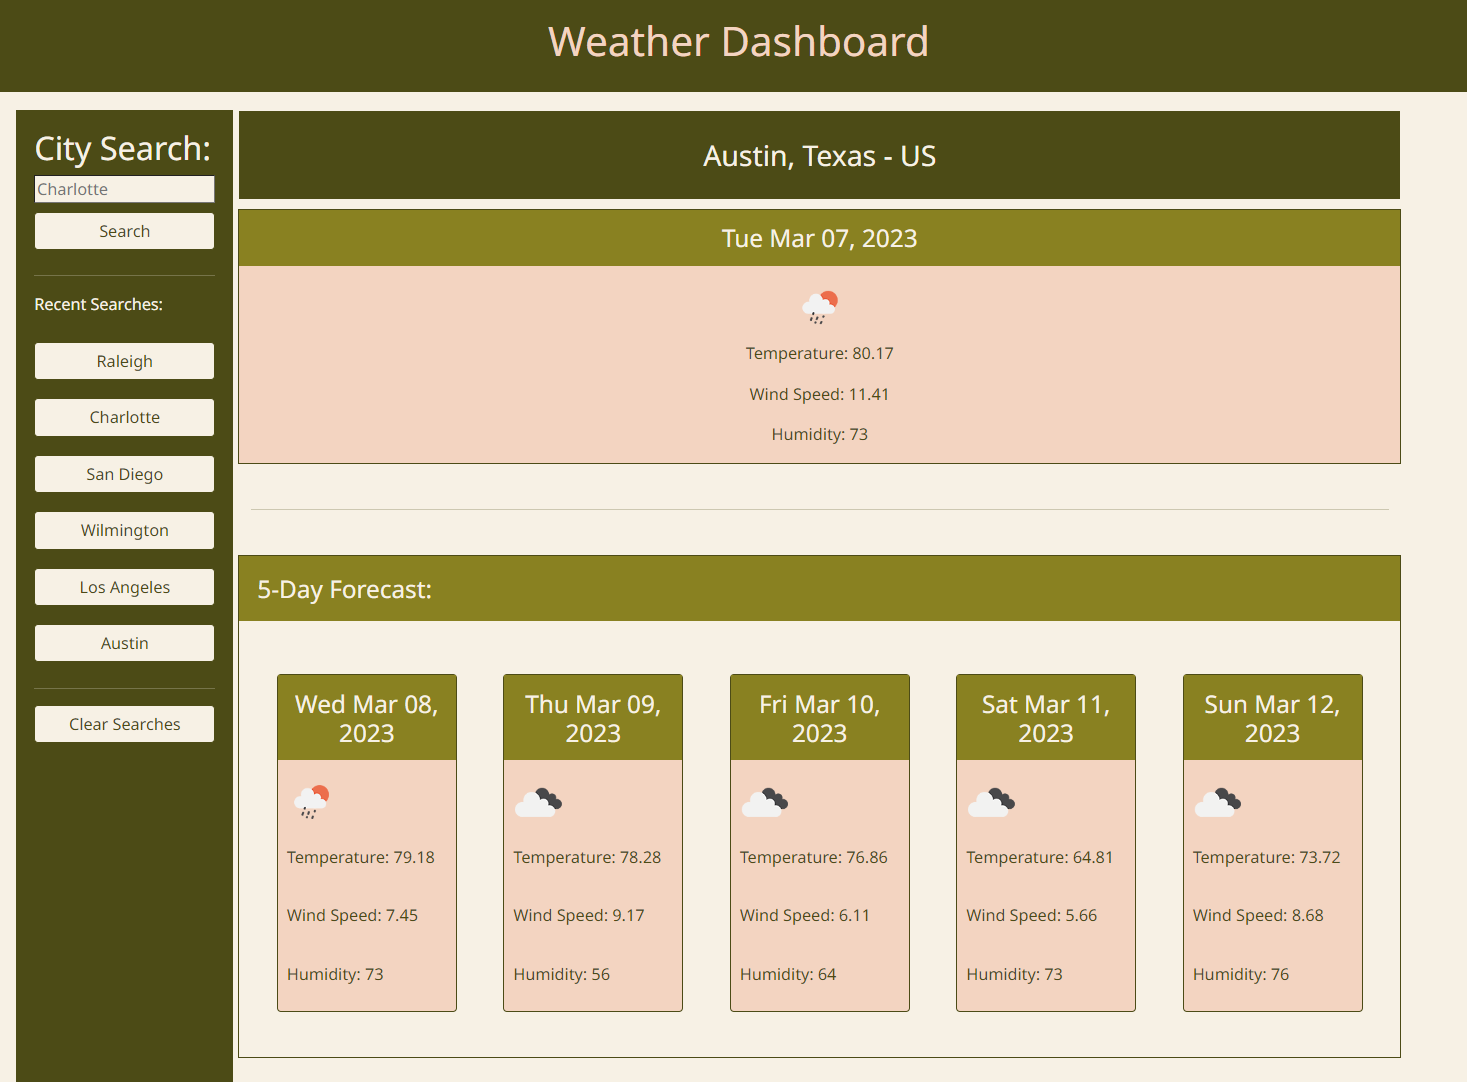 Weather Dashboard
City Search:
Charlotte
Search
Recent Searches:
Raleigh
Charlotte
San Diego
Wilmington
Los Angeles
Austin
Clear Searches
Austin, Texas - US
Tue Mar 07, 2023
Temperature: 80.17
Wind Speed: 11.41
Humidity: 73
5-Day Forecast:
Wed Mar 08,
2023
Temperature: 79.18
Wind Speed: 7.45
Humidity: 73
Thu Mar 09,
2023
Temperature: 78.28
Wind Speed: 9.17
Humidity: 56
Fri Mar 10,
2023
Temperature: 76.86
Wind Speed: 6.11
Humidity: 64
Sat Mar 11,
2023
Temperature: 64.81
Wind Speed: 5.66
Humidity: 73
Sun Mar 12,
2023
Temperature: 73.72
Wind Speed: 8.68
Humidity: 76